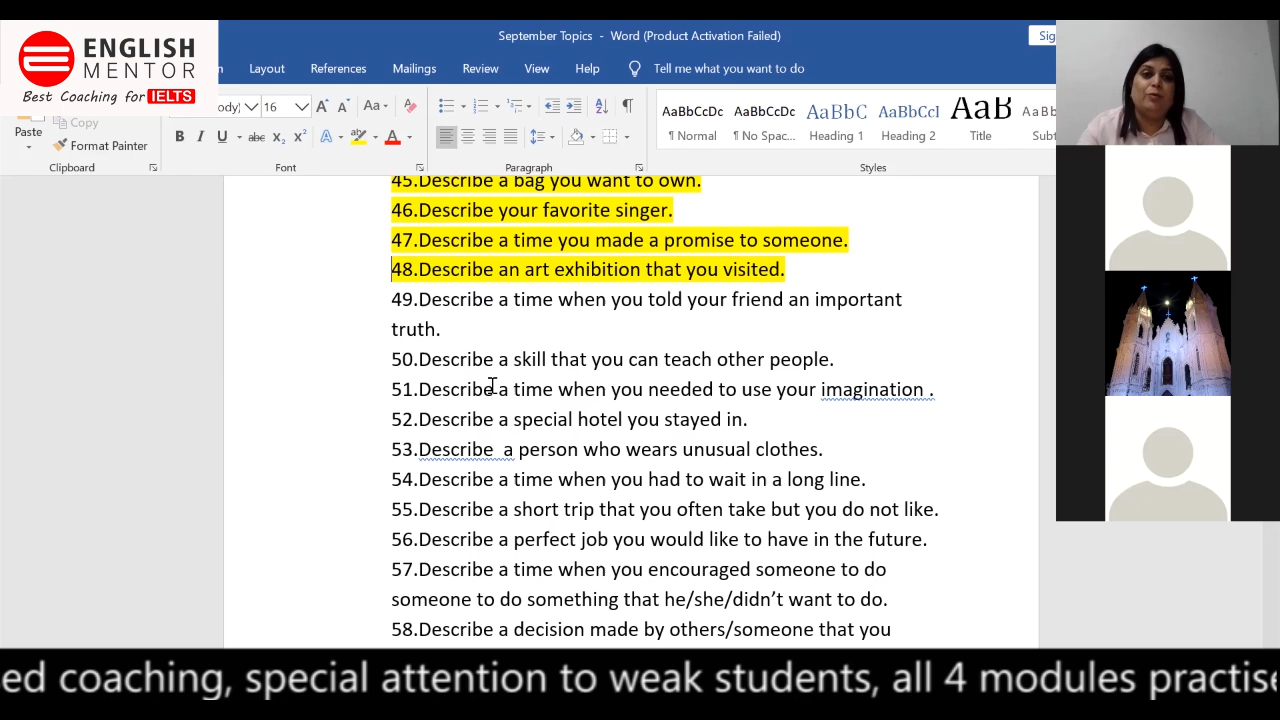 ENGLISH
MENTOR
Best Coaching for IELTS
September Topics - Word (Product Activation Failed)
Sig
Layout References Mailings Review View Help Tell me what you want to do
Paste
Copy
Format Painter
Clipboard
16
Aa
B I U abc X₂ X² A A
Font
Paragraph
AaBbCcDc AaBbCcDc AaBbC AaBbCcI AaB
¶ Normal ¶ No Spac... Heading 1 Heading 2 Title Subt
Styles
45.Describe a bag you want to own.
46.Describe your favorite singer.
47.Describe a time you made a promise to someone.
48.Describe an art exhibition that you visited.
49.Describe a time when you told your friend an important
truth.
50.Describe a skill that you can teach other people.
51.Describe a time when you needed to use your imagination .
52.Describe a special hotel you stayed in.
53.Describe  a person who wears unusual clothes.
54.Describe a time when you had to wait in a long line.
55.Describe a short trip that you often take but you do not like.
56.Describe a perfect job you would like to have in the future.
57.Describe a time when you encouraged someone to do
someone to do something that he/she/didn’t want to do.
58.Describe a decision made by others/someone that you
ed coaching, special attention to weak students, all 4 modules practise